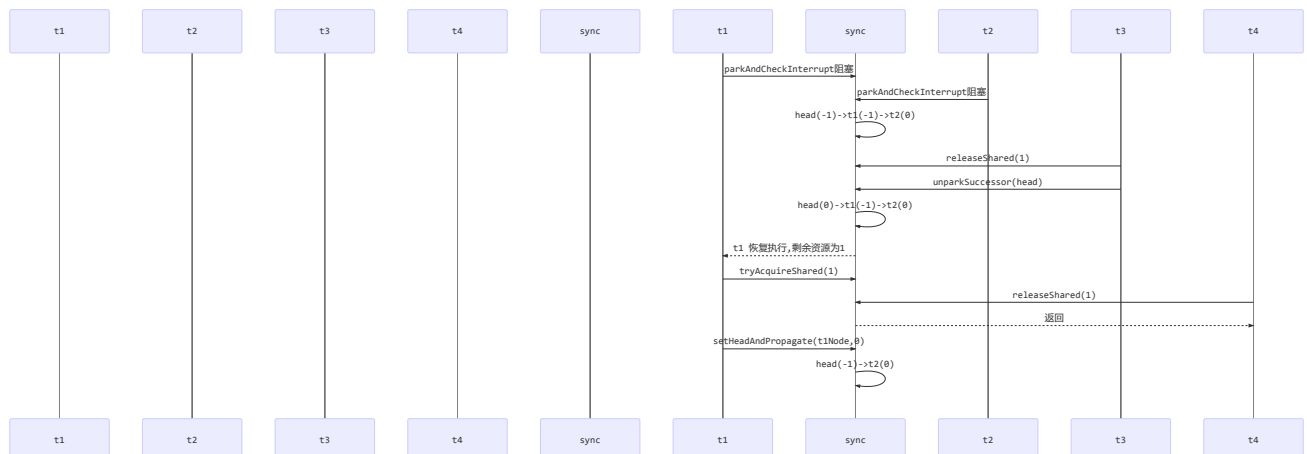 t1 t2 t3 t4 sync t1 sync t2 t3 t4
parkAndCheckInterrupt阻塞
parkAndCheckInterrupt阻塞
head(-1)->t1(-1)->t2(0)
releaseShared(1)
unparkSuccessor(head)
head(0)->t1(-1)->t2(0)
t1 恢复执行,剩余资源为1
tryAcquireShared(1)
releaseShared(1)
返回
setHeadAndPropagate(t1Node,0)
head(-1)->t2(0)
t1 t2 t3 t4 sync t1 sync t2 t3 t4